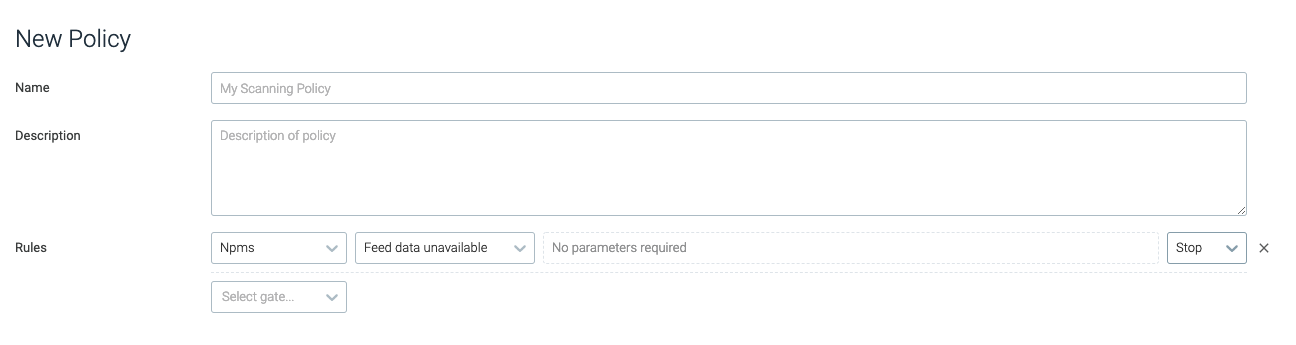 New Policy
Name
My Scanning Policy
Description
Description of policy
Rules
Npms
Feed data unavailable
No parameters required
Stop
Select gate...